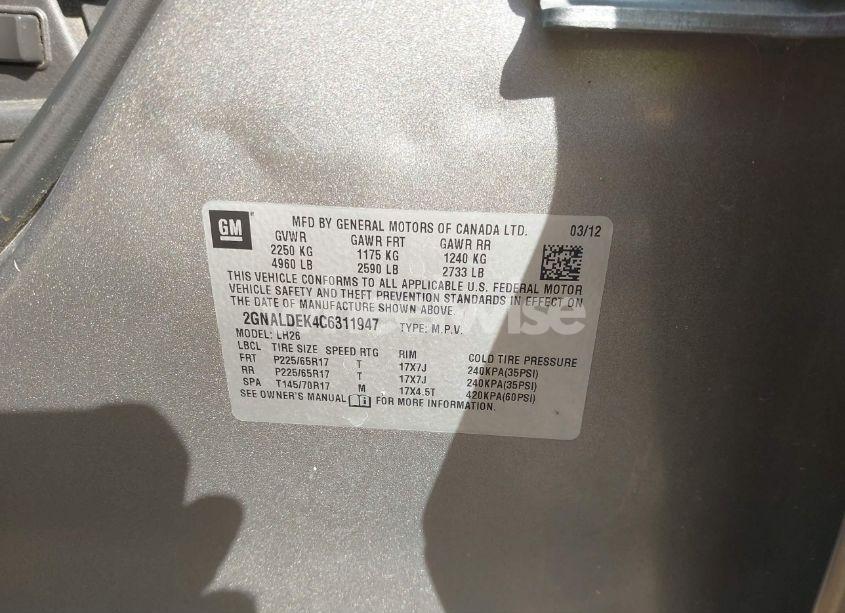 GM
MFD BY GENERAL MOTORS OF CANADA LTD. 03/12
GVWR GAWR FRT GAWR RR
2250 KG 1175 KG 1240 KG
4960 LB 2590 LB 2733 LB
THIS VEHICLE CONFORMS TO ALL APPLICABLE U.S. FEDERAL MOTOR
VEHICLE SAFETY AND THEFT PREVENTION STANDARDS IN EFFECT ON
THE DATE OF MANUFACTURE SHOWN ABOVE.
2GNALDEK4C6311947 TYPE: M.P.V.
MODEL: LH26
LBCL TIRE SIZE SPEED RTG RIM COLD TIRE PRESSURE
FRT P225/65R17 T 17X7J 240KPA(35PSI)
RR P225/65R17 T 17X7J 240KPA(35PSI)
SPA T145/70R17 M 17X4.5T 420KPA(60PSI)
SEE OWNER'S MANUAL FOR MORE INFORMATION.